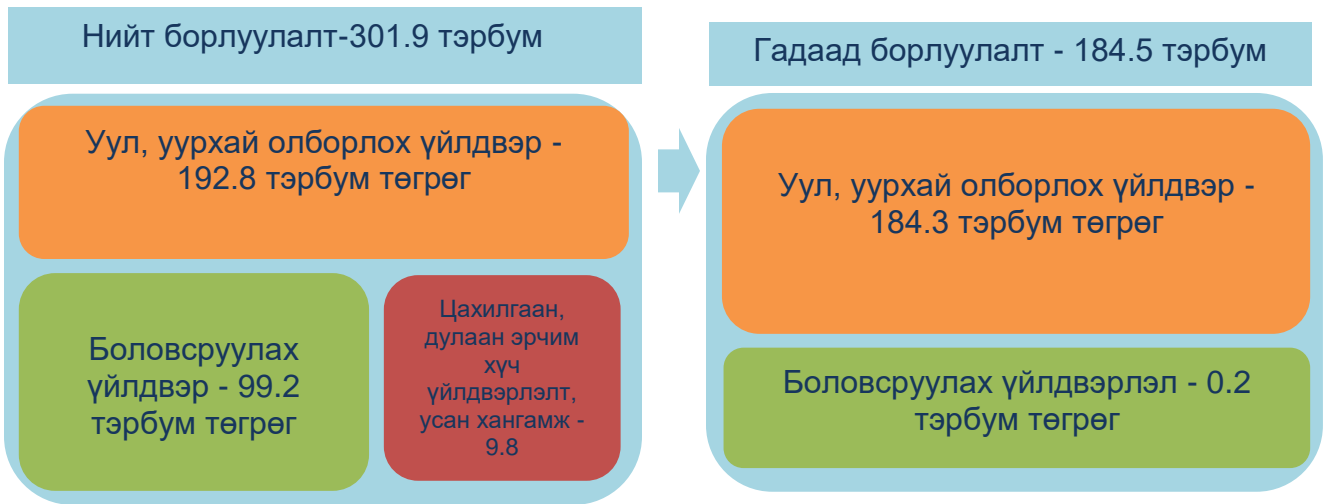 Нийт борлуулалт-301.9 тэрбум
Уул, уурхай олборлох үйлдвэр -
192.8 тэрбум төгрөг
Боловсруулах
үйлдвэр - 99.2
тэрбум төгрөг
Цахилгаан,
дулаан эрчим
хүч
үйлдвэрлэлт,
усан хангамж -
9.8
Гадаад борлуулалт - 184.5 тэрбум
Уул, уурхай олборлох үйлдвэр -
184.3 тэрбум төгрөг
Боловсруулах үйлдвэрлэл - 0.2
тэрбум төгрөг